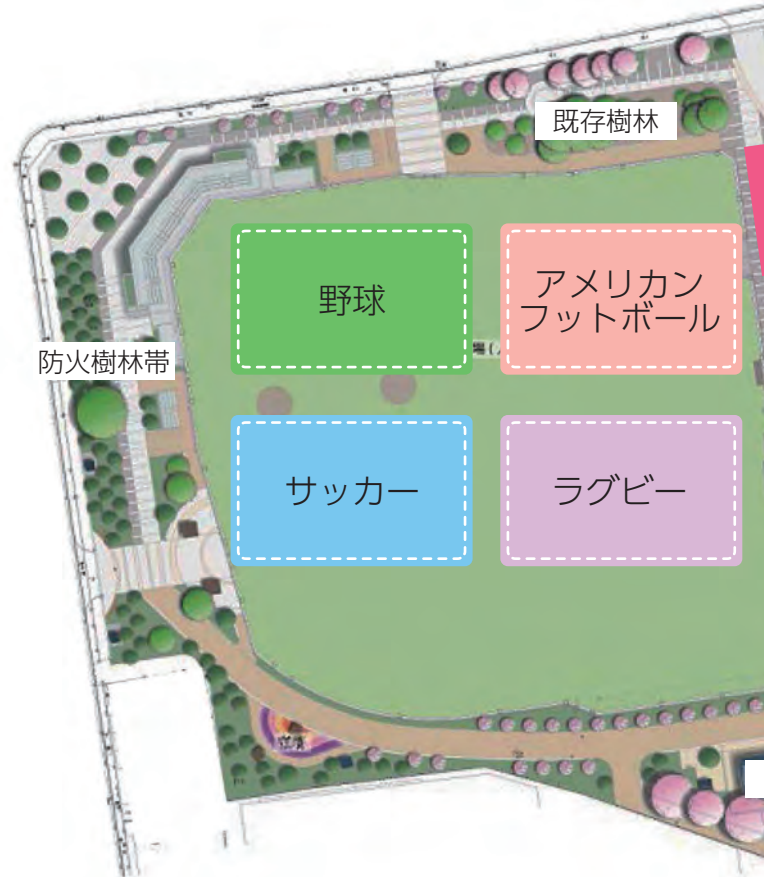 既存樹林
野球
アメリカン
フットボール
防火樹林帯
サッカー
ラグビー